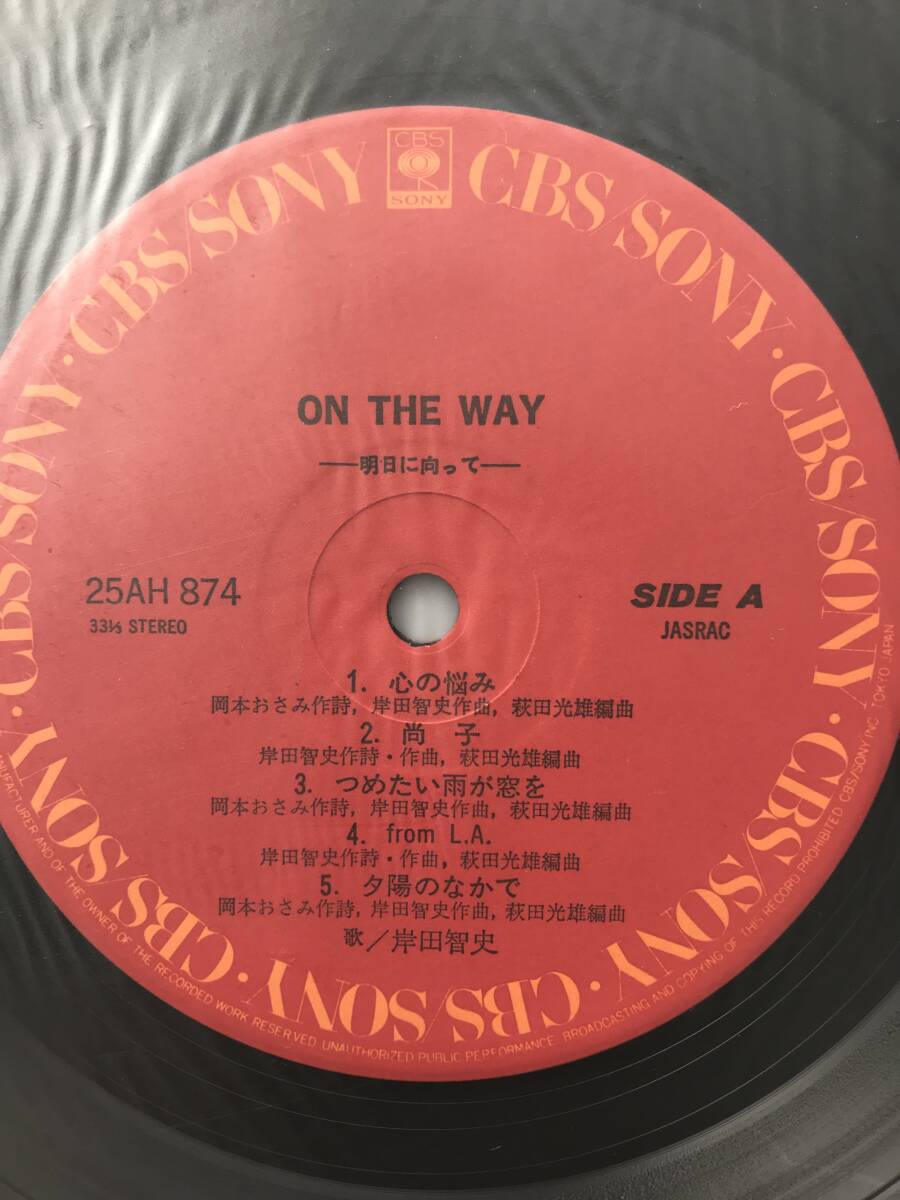 CBS
SONY
CBS/SONY · CBS/SONY · CBS/SONY · CBS/SONY · CBS/SONY · CBS/SONY · CBS/SONY · CBS/SONY
ON THE WAY
—明日に向って—
25AH 874
33⅓ STEREO
SIDE A
JASRAC
1. 心の悩み
岡本おさみ作詩, 岸田智史作曲, 萩田光雄編曲
2. 尚 子
岸田智史作詩・作曲, 萩田光雄編曲
3. つめたい雨が窓を
岡本おさみ作詩, 岸田智史作曲, 萩田光雄編曲
4. from L.A.
岸田智史作詩・作曲, 萩田光雄編曲
5. 夕陽のなかで
岡本おさみ作詩, 岸田智史作曲, 萩田光雄編曲
歌／岸田智史
MANUFACTURER AND OF THE OWNER OF THE RECORDED WORK RESERVED. UNAUTHORIZED PUBLIC PERFORMANCE, BROADCASTING AND COPYING OF THIS RECORD PROHIBITED CBS/SONY INC. TOKYO JAPAN